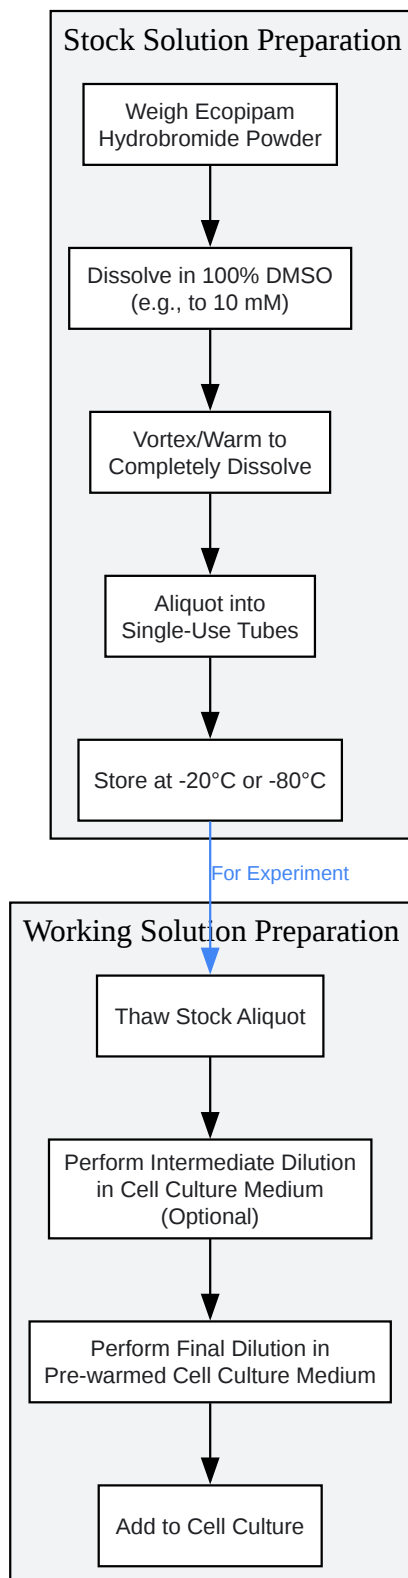 Stock Solution Preparation
Weigh Ecopipam
Hydrobromide Powder
Dissolve in 100% DMSO
(e.g., to 10 mM)
Vortex/Warm to
Completely Dissolve
Aliquot into
Single-Use Tubes
Store at -20°C or -80°C
For Experiment
Working Solution Preparation
Thaw Stock Aliquot
Perform Intermediate Dilution
in Cell Culture Medium
(Optional)
Perform Final Dilution in
Pre-warmed Cell Culture Medium
Add to Cell Culture